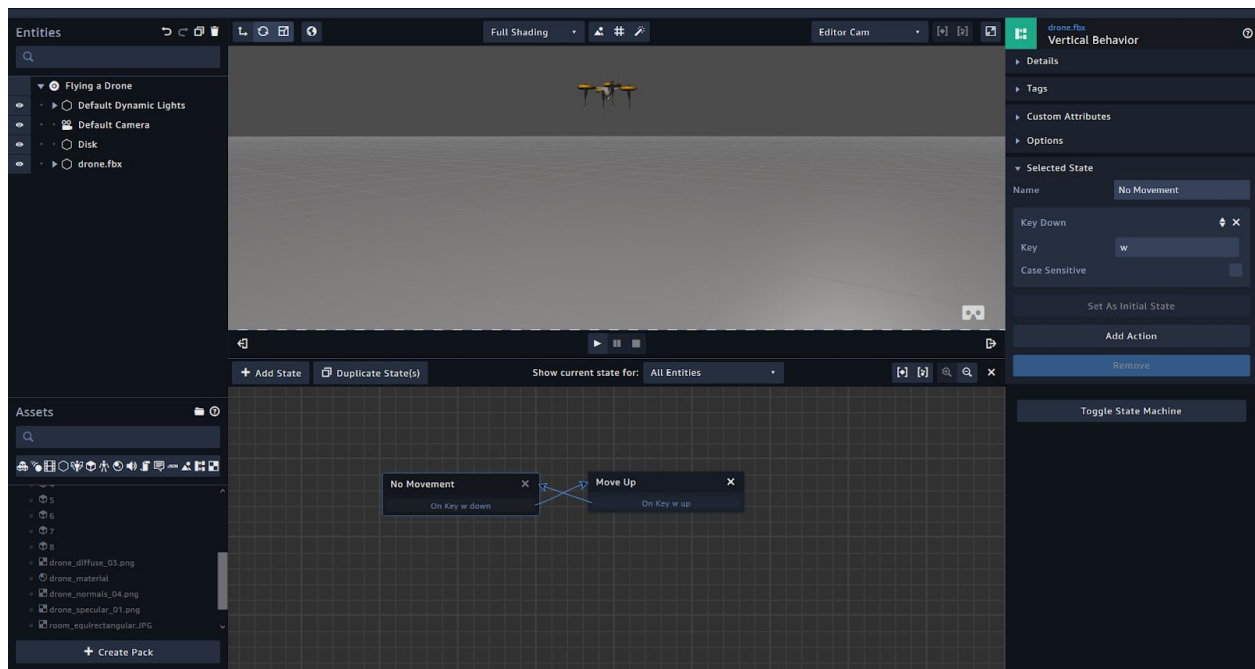 Entities
Flying a Drone
Default Dynamic Lights
Default Camera
Disk
drone.fbx
Assets
5
6
7
8
drone_diffuse_03.png
drone_material
drone_normals_04.png
drone_specular_01.png
room_equirectangular.JPG
+ Create Pack
Full Shading
Editor Cam
+ Add State
Duplicate State(s)
Show current state for: All Entities
No Movement
On Key w down
Move Up
On Key w up
drone.fbx
Vertical Behavior
Details
Tags
Custom Attributes
Options
Selected State
Name No Movement
Key Down
Key w
Case Sensitive
Set As Initial State
Add Action
Remove
Toggle State Machine